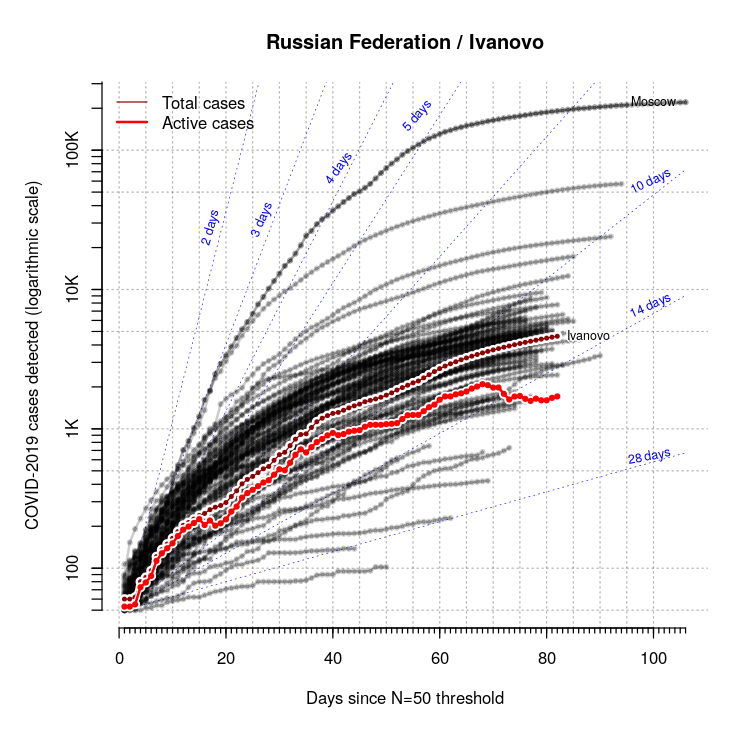 Russian Federation / Ivanovo
Total cases
Active cases
Moscow
Ivanovo
2 days
3 days
4 days
5 days
10 days
14 days
28 days
100K
10K
1K
100
COVID-2019 cases detected (logarithmic scale)
0 20 40 60 80 100
Days since N=50 threshold